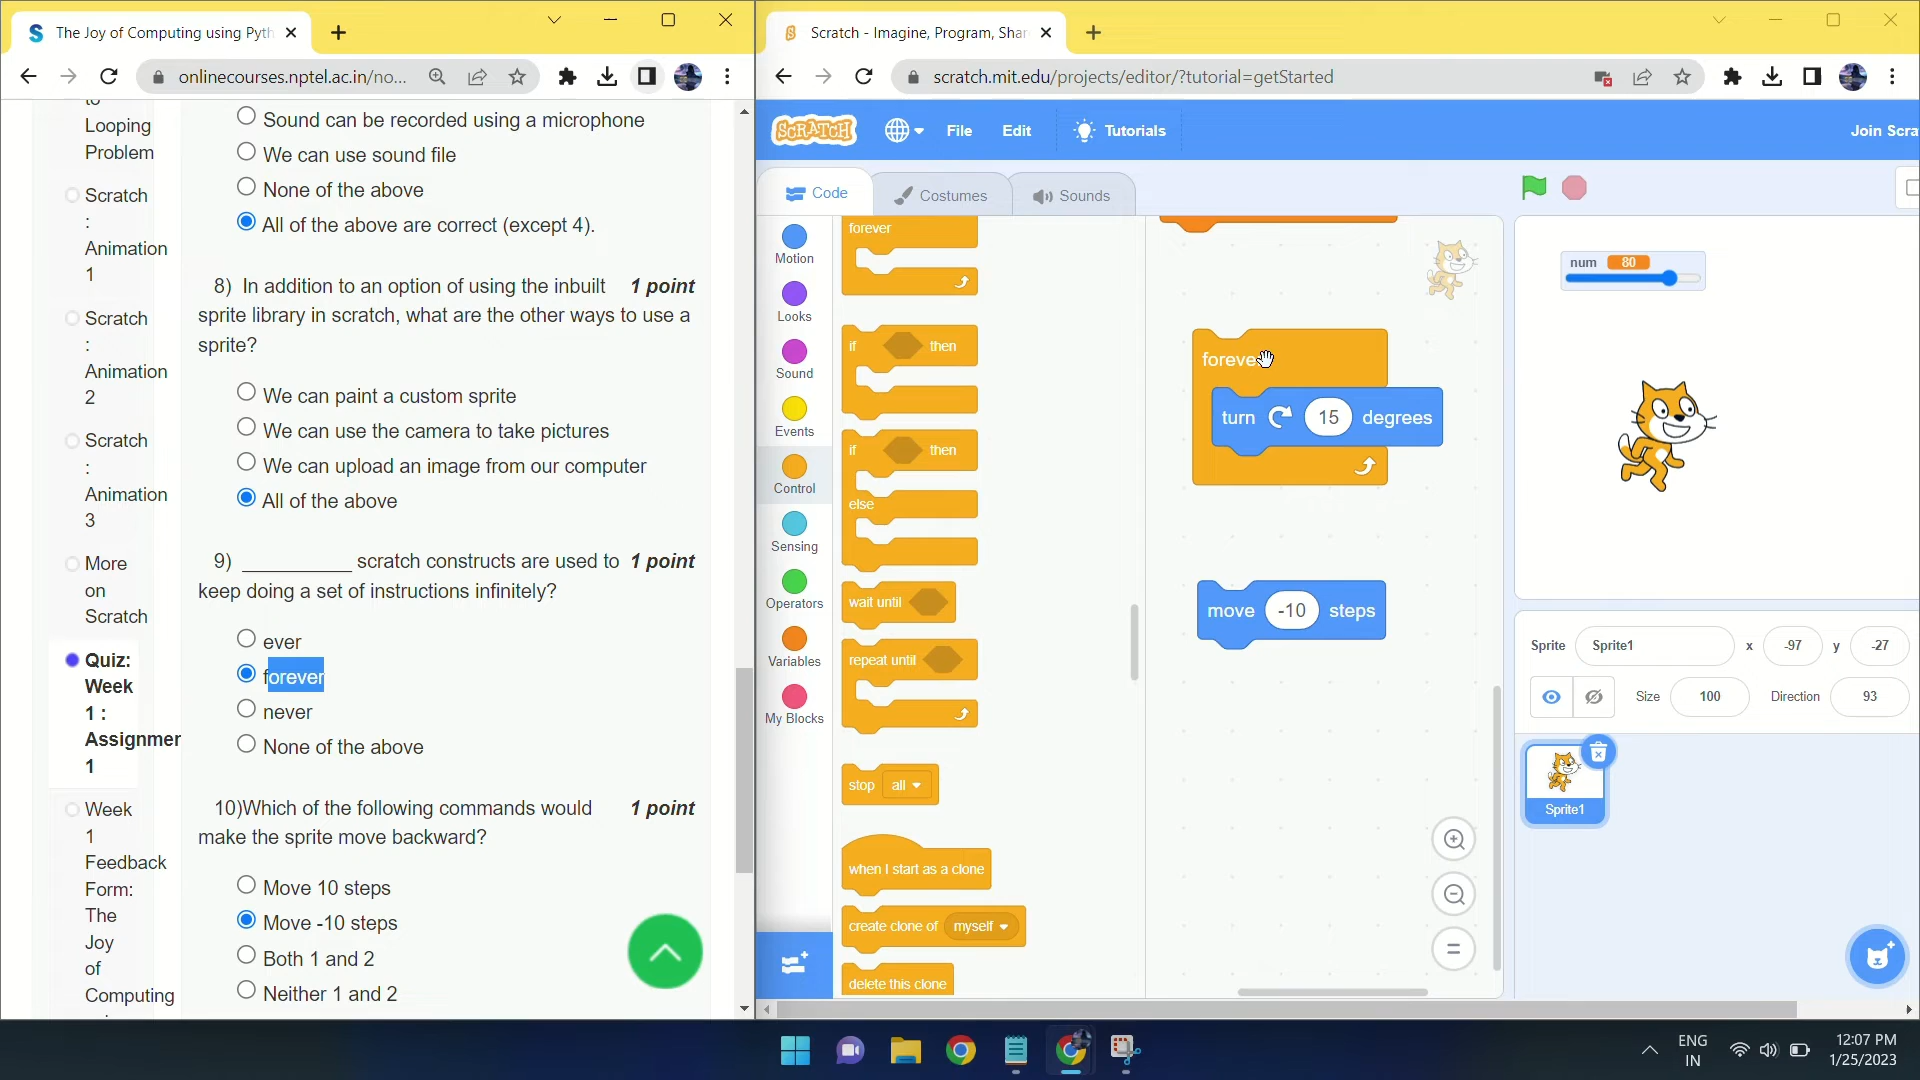 The Joy of Computing using Pyth
onlinecourses.nptel.ac.in/no...
Looping
Problem
Scratch
:
Animation
1
Scratch
:
Animation
2
Scratch
:
Animation
3
More
on
Scratch
Quiz:
Week
1 :
Assignmer
1
Week
1
Feedback
Form:
The
Joy
of
Computing
Sound can be recorded using a microphone
We can use sound file
None of the above
All of the above are correct (except 4).
8) In addition to an option of using the inbuilt 1 point
sprite library in scratch, what are the other ways to use a
sprite?
We can paint a custom sprite
We can use the camera to take pictures
We can upload an image from our computer
All of the above
9) __________ scratch constructs are used to 1 point
keep doing a set of instructions infinitely?
ever
forever
never
None of the above
10)Which of the following commands would 1 point
make the sprite move backward?
Move 10 steps
Move -10 steps
Both 1 and 2
Neither 1 and 2
Scratch - Imagine, Program, Shar
scratch.mit.edu/projects/editor/?tutorial=getStarted
SCRATCH File Edit Tutorials Join Scra
Code Costumes Sounds
Motion
Looks
Sound
Events
Control
Sensing
Operators
Variables
My Blocks
forever
if then
if then
else
wait until
repeat until
stop all
when I start as a clone
create clone of myself
delete this clone
foreve
turn 15 degrees
move -10 steps
num 80
Sprite Sprite1 x -97 y -27
Size 100 Direction 93
Sprite1
ENG
IN
12:07 PM
1/25/2023